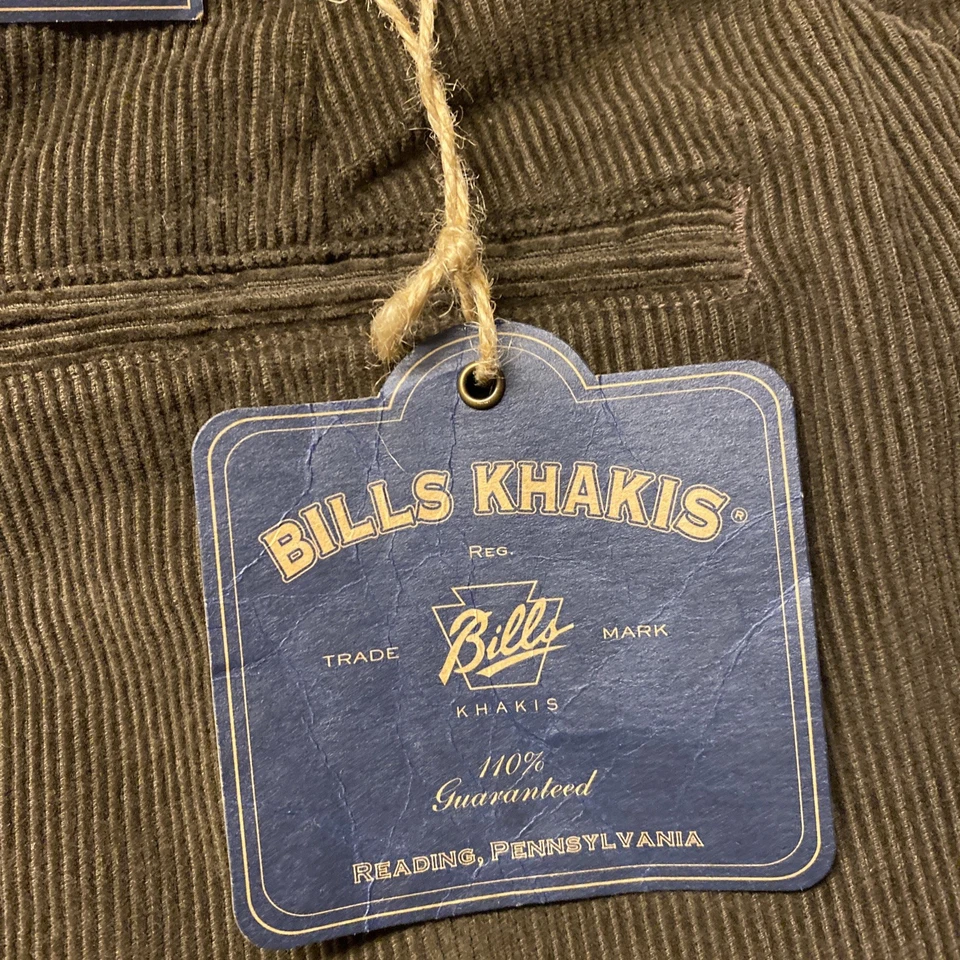 BILLS KHAKIS®
REG.
TRADE MARK
Bills
KHAKIS
110%
Guaranteed
READING, PENNSYLVANIA